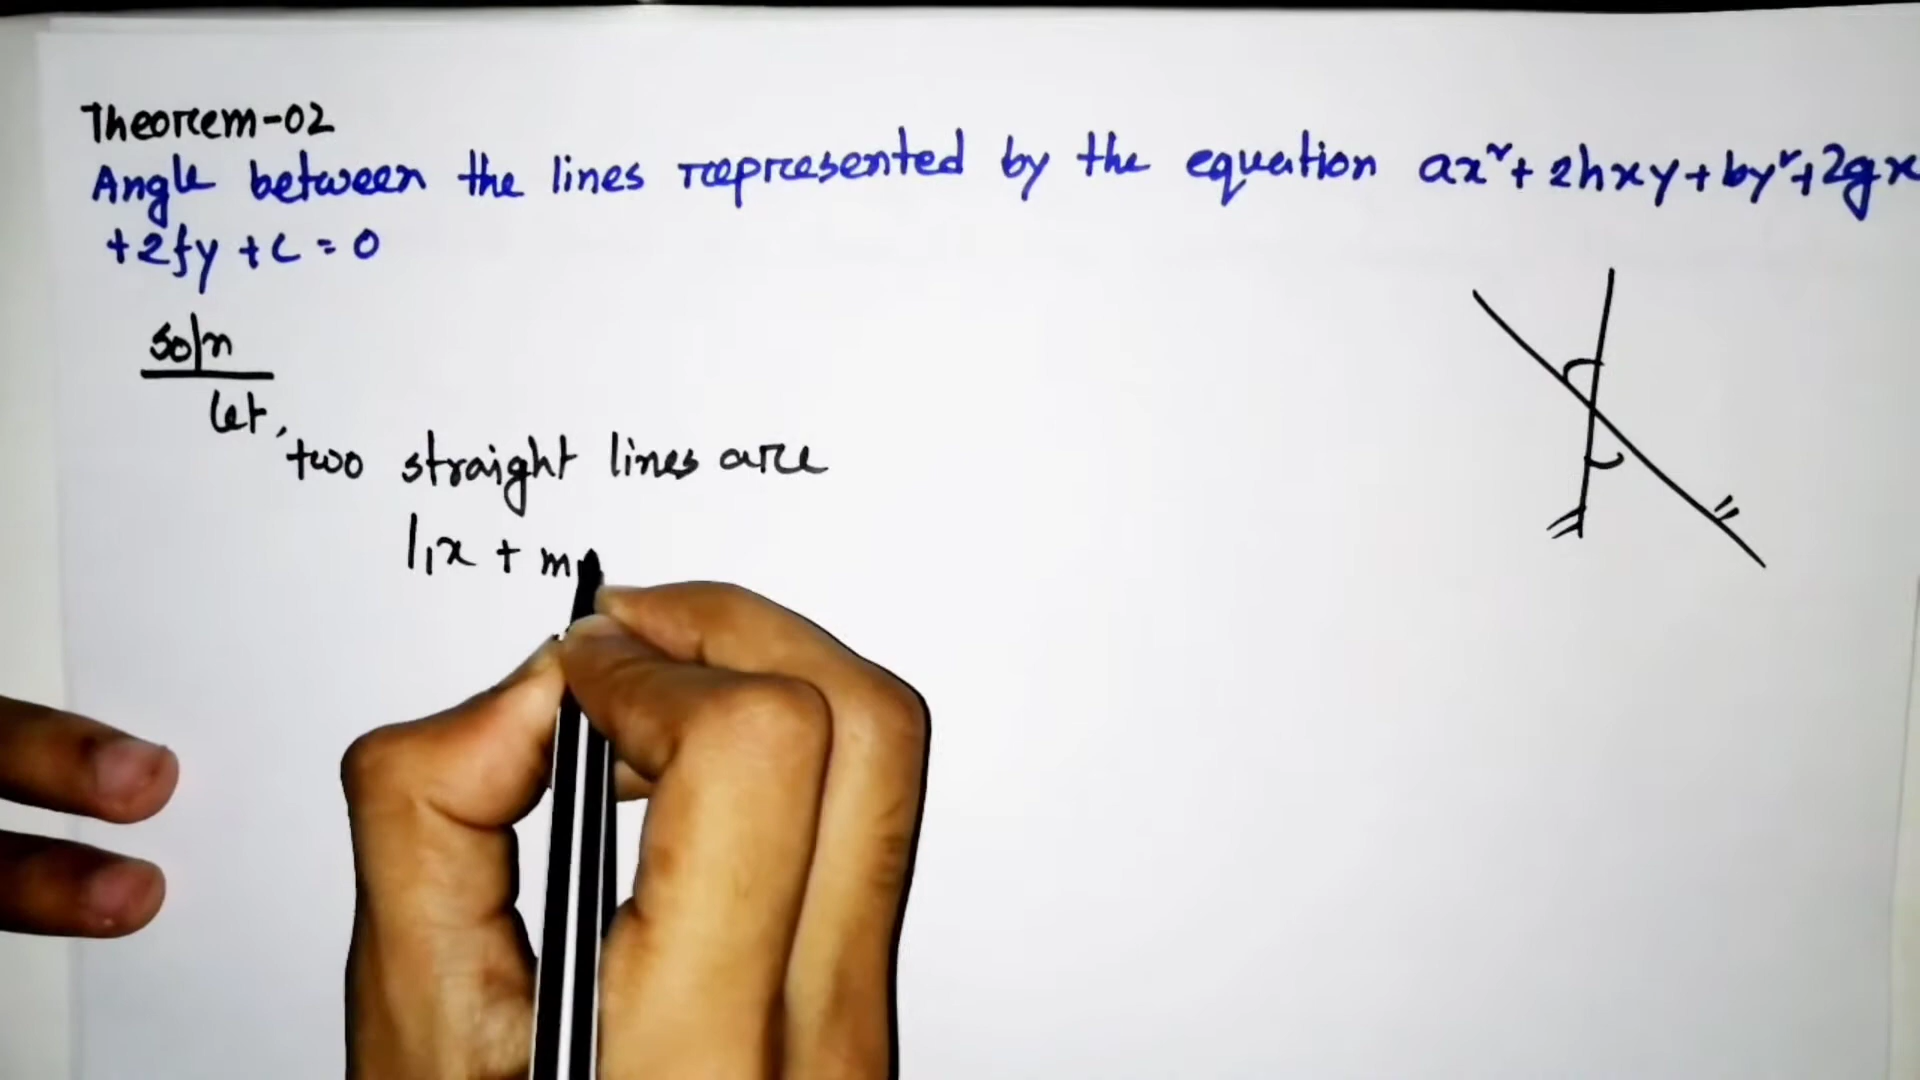 Theorem-02
Angle between the lines represented by the equation ax²+2hxy+by²+2gx
+2fy+c=0
soln
let,
two straight lines are
l₁x + m